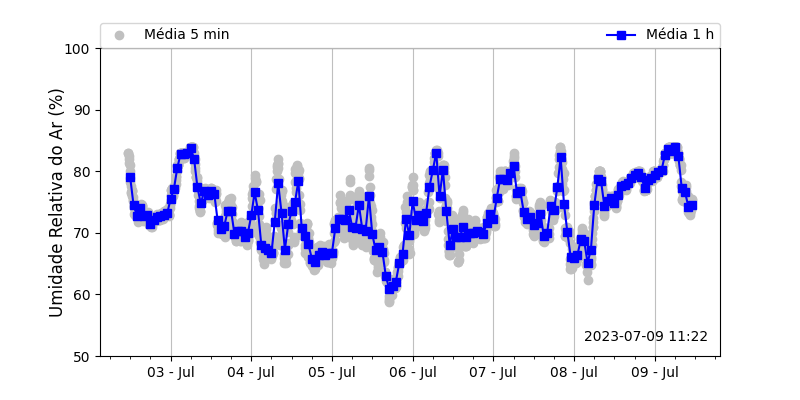 Média 5 min Média 1 h
Umidade Relativa do Ar (%)
100
90
80
70
60
50
2023-07-09 11:22
03 - Jul 04 - Jul 05 - Jul 06 - Jul 07 - Jul 08 - Jul 09 - Jul